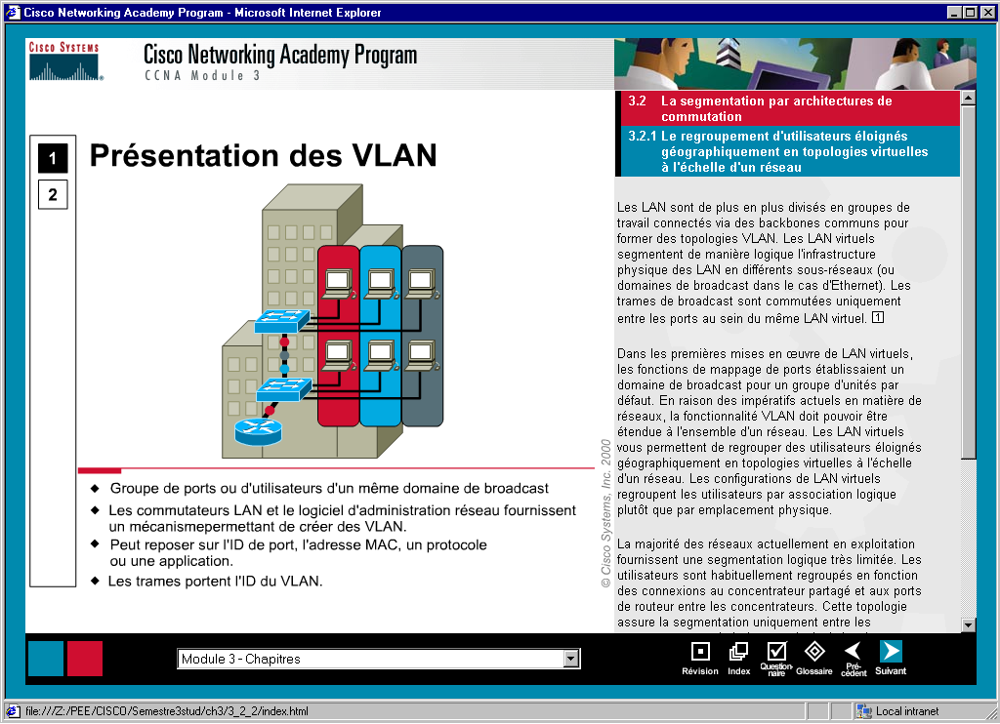 Cisco Networking Academy Program - Microsoft Internet Explorer
CISCO SYSTEMS
Cisco Networking Academy Program
CCNA Module 3
1
2
Présentation des VLAN
Groupe de ports ou d'utilisateurs d'un même domaine de broadcast
Les commutateurs LAN et le logiciel d'administration réseau fournissent
un mécanismepermettant de créer des VLAN.
Peut reposer sur l'ID de port, l'adresse MAC, un protocole
ou une application.
Les trames portent l'ID du VLAN.
© Cisco Systems, Inc. 2000
3.2 La segmentation par architectures de
commutation
3.2.1 Le regroupement d'utilisateurs éloignés
géographiquement en topologies virtuelles
à l'échelle d'un réseau
Les LAN sont de plus en plus divisés en groupes de
travail connectés via des backbones communs pour
former des topologies VLAN. Les LAN virtuels
segmentent de manière logique l'infrastructure
physique des LAN en différents sous-réseaux (ou
domaines de broadcast dans le cas d'Ethernet). Les
trames de broadcast sont commutées uniquement
entre les ports au sein du même LAN virtuel. 1
Dans les premières mises en œuvre de LAN virtuels,
les fonctions de mappage de ports établissaient un
domaine de broadcast pour un groupe d'unités par
défaut. En raison des impératifs actuels en matière de
réseaux, la fonctionnalité VLAN doit pouvoir être
étendue à l'ensemble d'un réseau. Les LAN virtuels
vous permettent de regrouper des utilisateurs éloignés
géographiquement en topologies virtuelles à l'échelle
d'un réseau. Les configurations de LAN virtuels
regroupent les utilisateurs par association logique
plutôt que par emplacement physique.
La majorité des réseaux actuellement en exploitation
fournissent une segmentation logique très limitée. Les
utilisateurs sont habituellement regroupés en fonction
des connexions au concentrateur partagé et aux ports
de routeur entre les concentrateurs. Cette topologie
assure la segmentation uniquement entre les
Module 3 - Chapitres
Révision
Index
Question-
naire
Glossaire
Pré-
cédent
Suivant
file:///Z:/PEE/CISCO/Semestre3stud/ch3/3_2_2/index.html
Local intranet